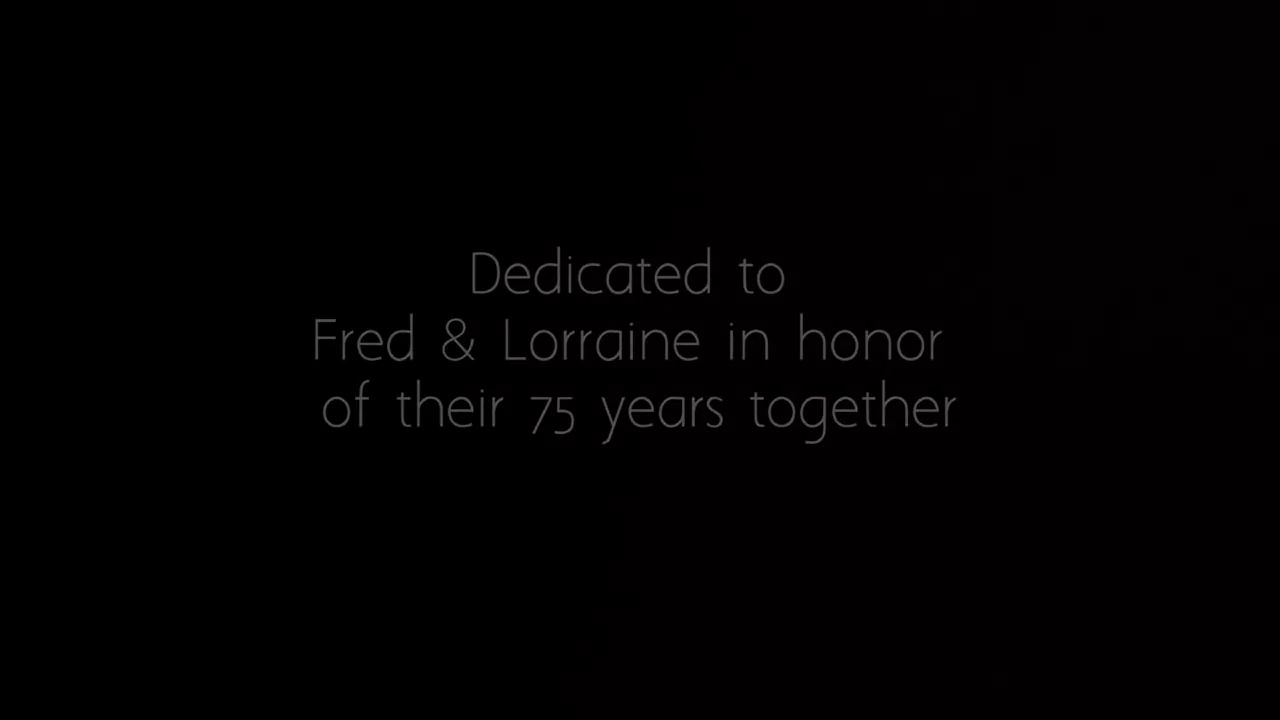 Dedicated to
Fred & Lorraine in honor
of their 75 years together